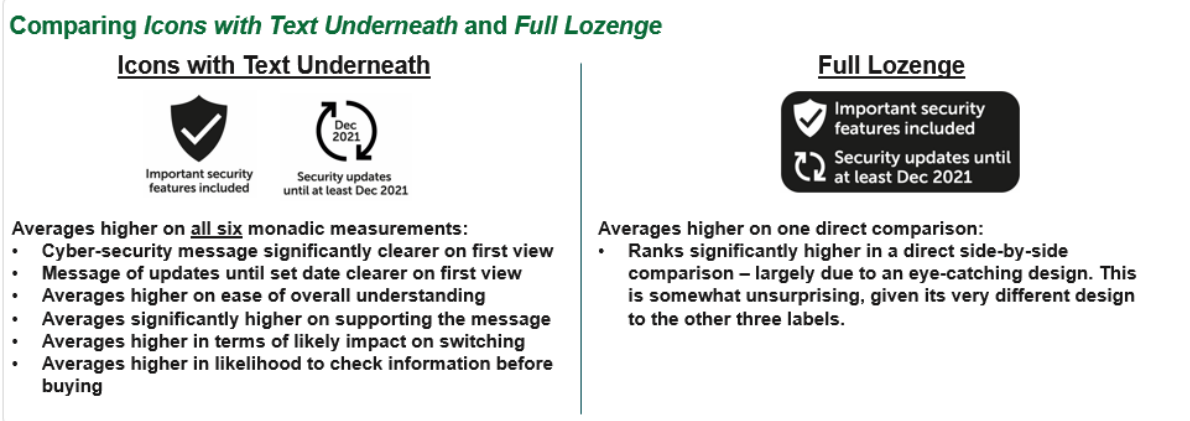 Comparing Icons with Text Underneath and Full Lozenge
Icons with Text Underneath
Important security
features included
Dec
2021
Security updates
until at least Dec 2021
Averages higher on all six monadic measurements:
• Cyber-security message significantly clearer on first view
• Message of updates until set date clearer on first view
• Averages higher on ease of overall understanding
• Averages significantly higher on supporting the message
• Averages higher in terms of likely impact on switching
• Averages higher in likelihood to check information before
buying
Full Lozenge
Important security
features included
Security updates until
at least Dec 2021
Averages higher on one direct comparison:
• Ranks significantly higher in a direct side-by-side
comparison – largely due to an eye-catching design. This
is somewhat unsurprising, given its very different design
to the other three labels.